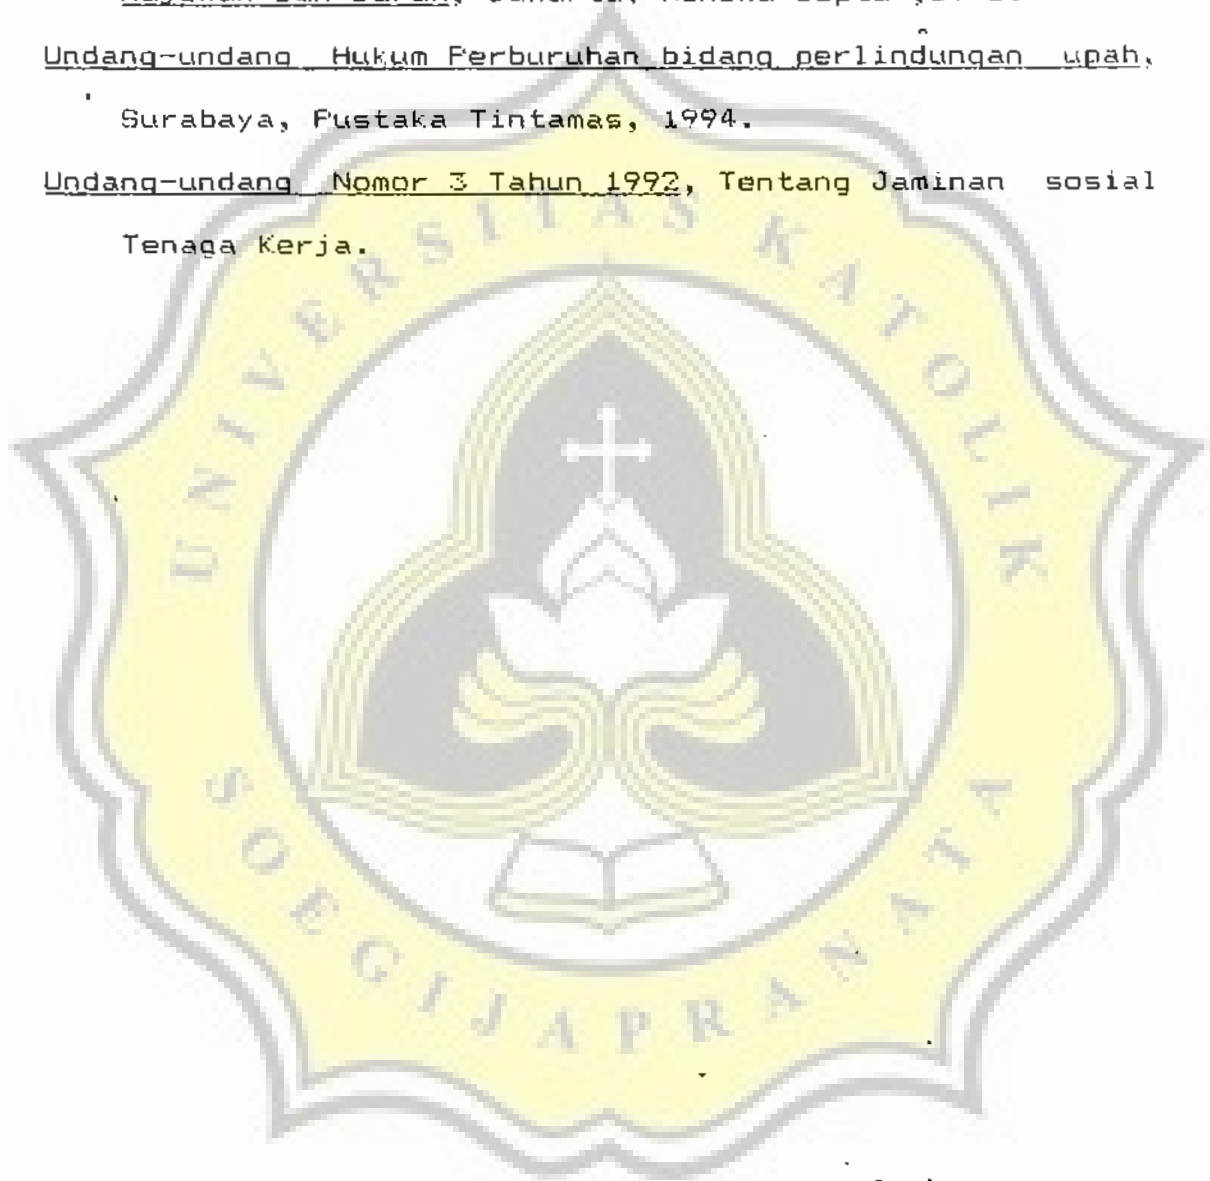 Undang-undang Hukum Perburuhan bidang perlindungan upah,
Surabaya, Pustaka Tintamas, 1994.
Undang-undang Nomor 3 Tahun 1992, Tentang Jaminan sosial
Tenaga Kerja.
UNIVERSITAS KATOLIK
SOEGIJAPRANATA